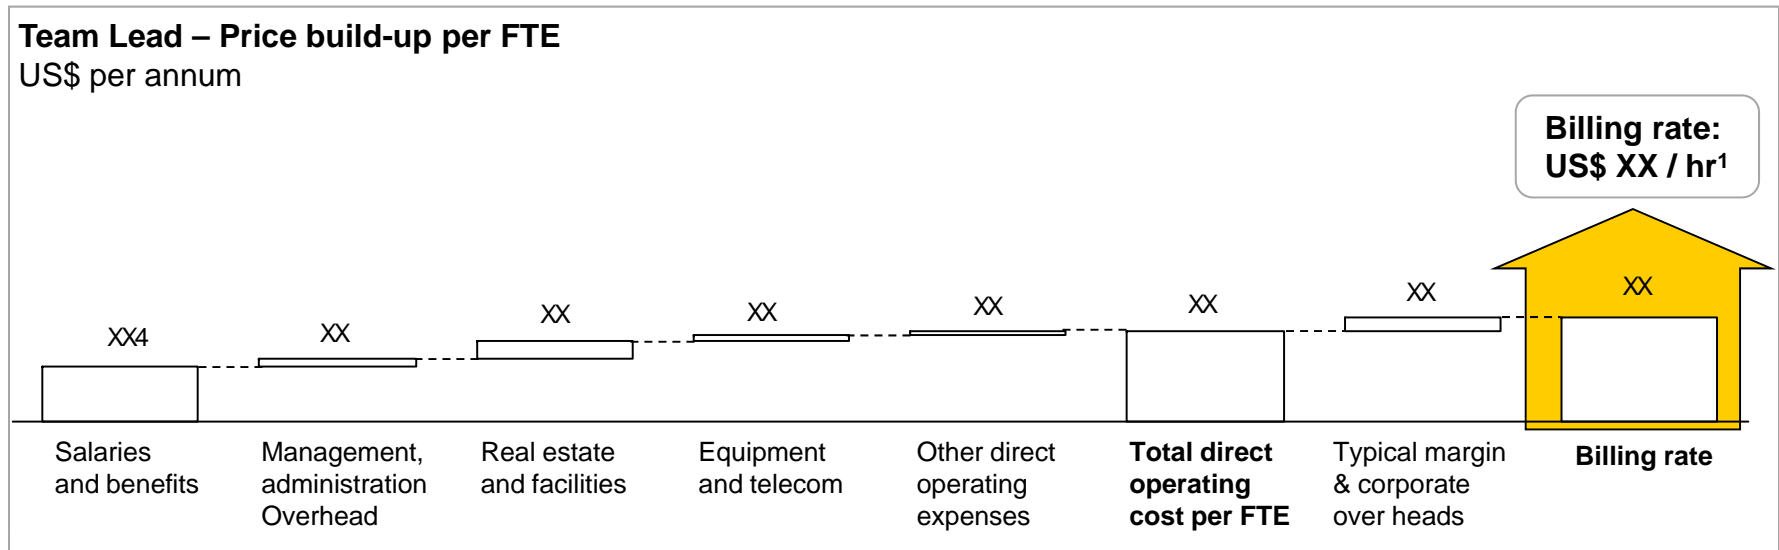 Team Lead – Price build-up per FTE
US$ per annum
Billing rate:
US$ XX / hr¹
XX4
XX
XX
XX
XX
XX
XX
XX
Salaries
and benefits
Management,
administration
Overhead
Real estate
and facilities
Equipment
and telecom
Other direct
operating
expenses
Total direct
operating
cost per FTE
Typical margin
& corporate
over heads
Billing rate